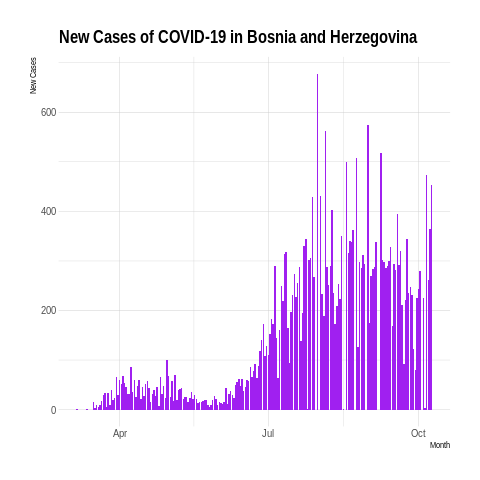 New Cases of COVID-19 in Bosnia and Herzegovina
New Cases
600
400
200
0
Apr
Jul
Oct
Month